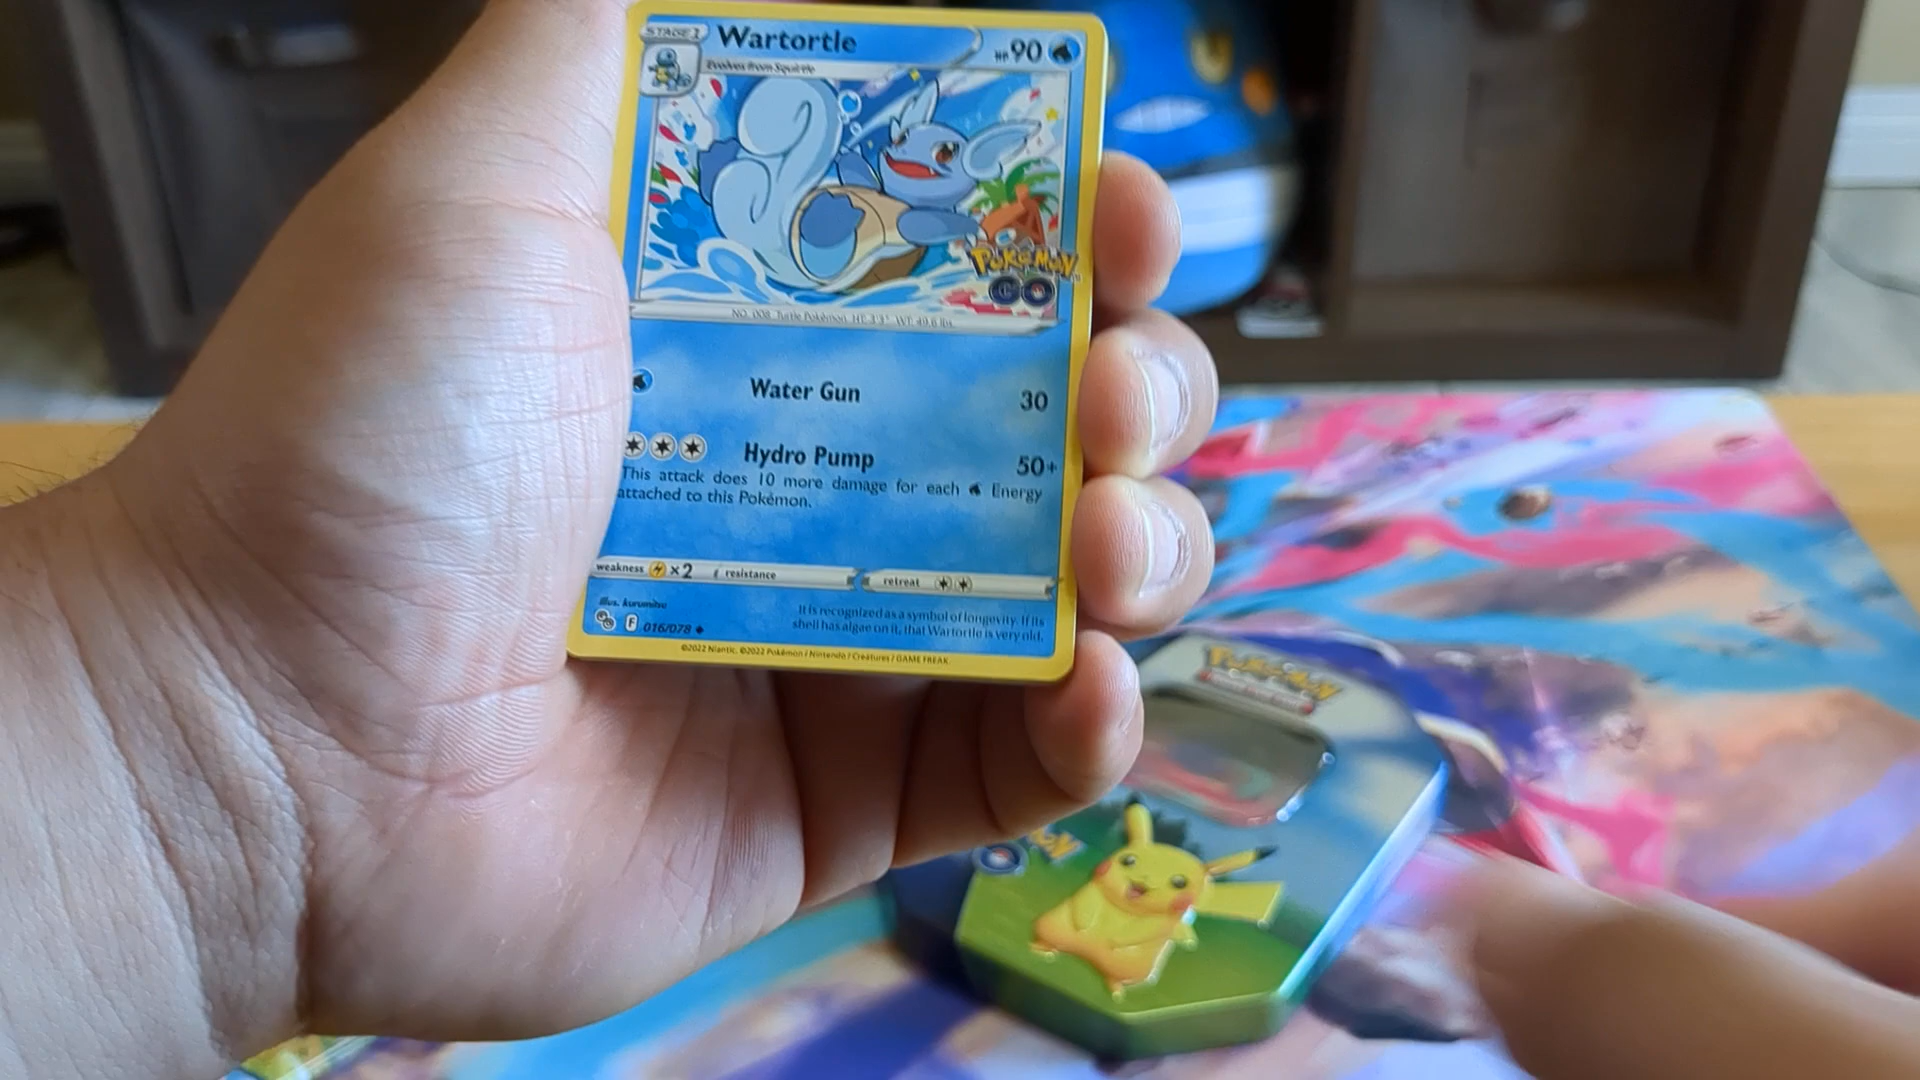 STAGE 1 Wartortle HP 90
Evolves from Squirtle
Pokémon
GO
NO. 008 Turtle Pokémon HT: 3'3" WT: 49.6 lbs.
Water Gun 30
Hydro Pump 50+
This attack does 10 more damage for each Energy
attached to this Pokémon.
weakness ×2 resistance retreat
illus. kurumitsu
F 016/078
It is recognized as a symbol of longevity. If its
shell has algae on it, that Wartortle is very old.
©2022 Niantic. ©2022 Pokémon / Nintendo / Creatures / GAME FREAK.
Pokémon